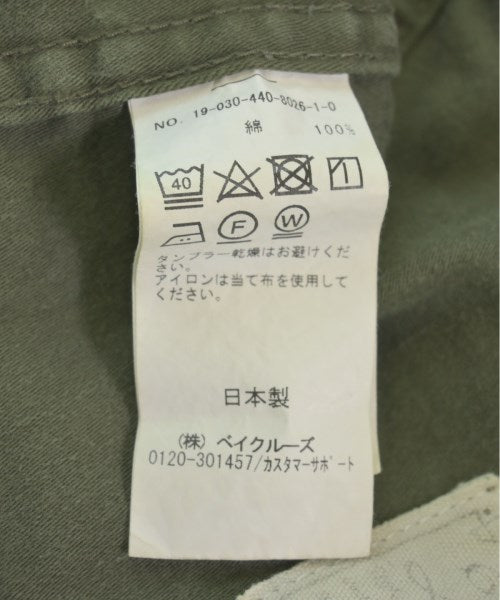 NO. 19-030-440-8026-1-0
綿 100%
40
F W
タンブラー乾燥はお避けくだ
さい。
アイロンは当て布を使用して
ください。
日本製
(株) ベイクルーズ
0120-301457/カスタマーサポート